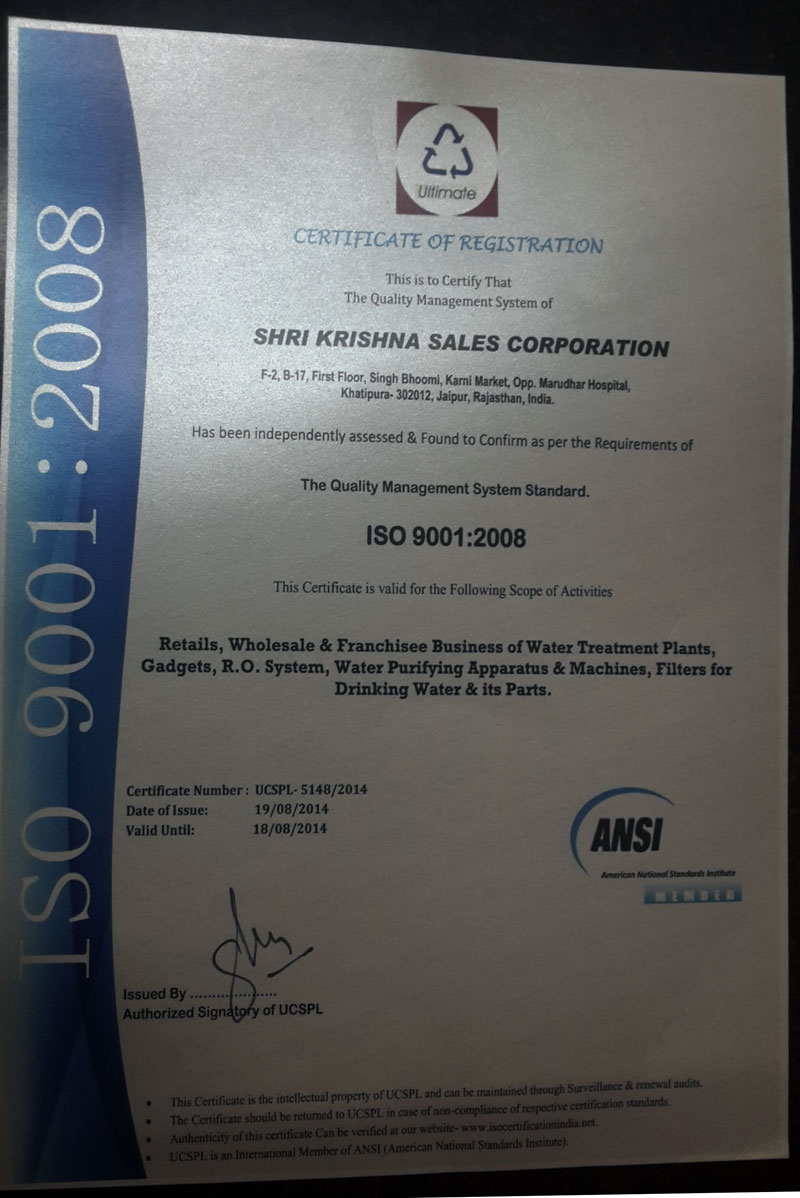 ISO 9001:2008
Ultimate
CERTIFICATE OF REGISTRATION
This is to Certify That
The Quality Management System of
SHRI KRISHNA SALES CORPORATION
F-2, B-17, First Floor, Singh Bhoomi, Karni Market, Opp. Marudhar Hospital,
Khatipura- 302012, Jaipur, Rajasthan, India.
Has been independently assessed & Found to Confirm as per the Requirements of
The Quality Management System Standard.
ISO 9001:2008
This Certificate is valid for the Following Scope of Activities
Retails, Wholesale & Franchisee Business of Water Treatment Plants,
Gadgets, R.O. System, Water Purifying Apparatus & Machines, Filters for
Drinking Water & its Parts.
Certificate Number : UCSPL- 5148/2014
Date of Issue: 19/08/2014
Valid Until: 18/08/2014
ANSI
American National Standards Institute
MEMBER
Issued By ......................
Authorized Signatory of UCSPL
• This Certificate is the intellectual property of UCSPL and can be maintained through Surveillance & renewal audits.
• The Certificate should be returned to UCSPL in case of non-compliance of respective certification standards.
• Authenticity of this certificate Can be verified at our website- www.isocertificationindia.net.
• UCSPL is an International Member of ANSI (American National Standards Institute).